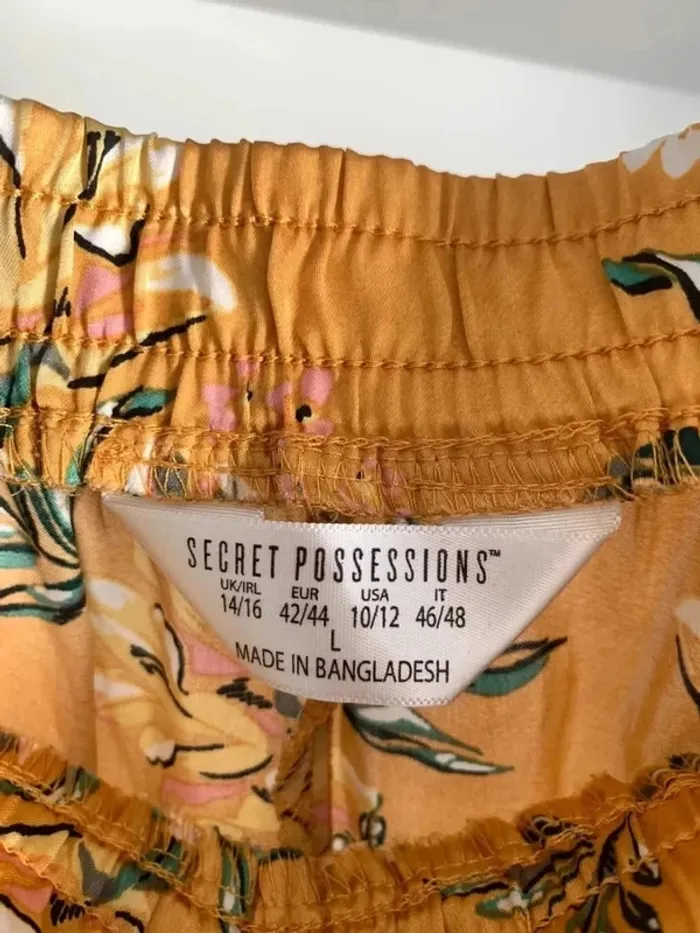 SECRET POSSESSIONS™
UK/IRL EUR USA IT
14/16 42/44 10/12 46/48
L
MADE IN BANGLADESH